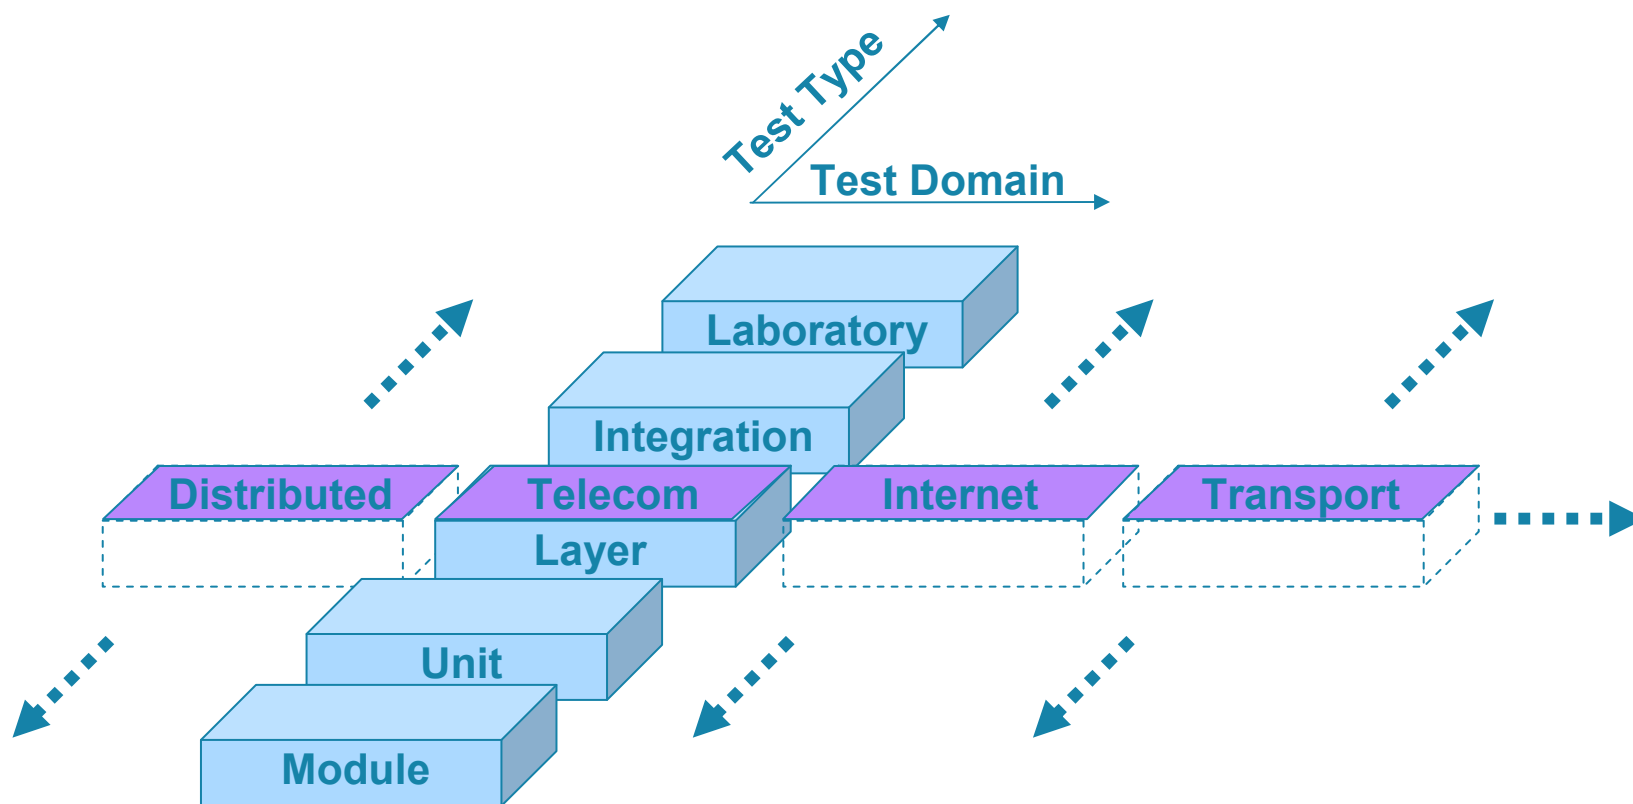 Test Type
Test Domain
Laboratory
Integration
Distributed
Telecom
Internet
Transport
Layer
Unit
Module